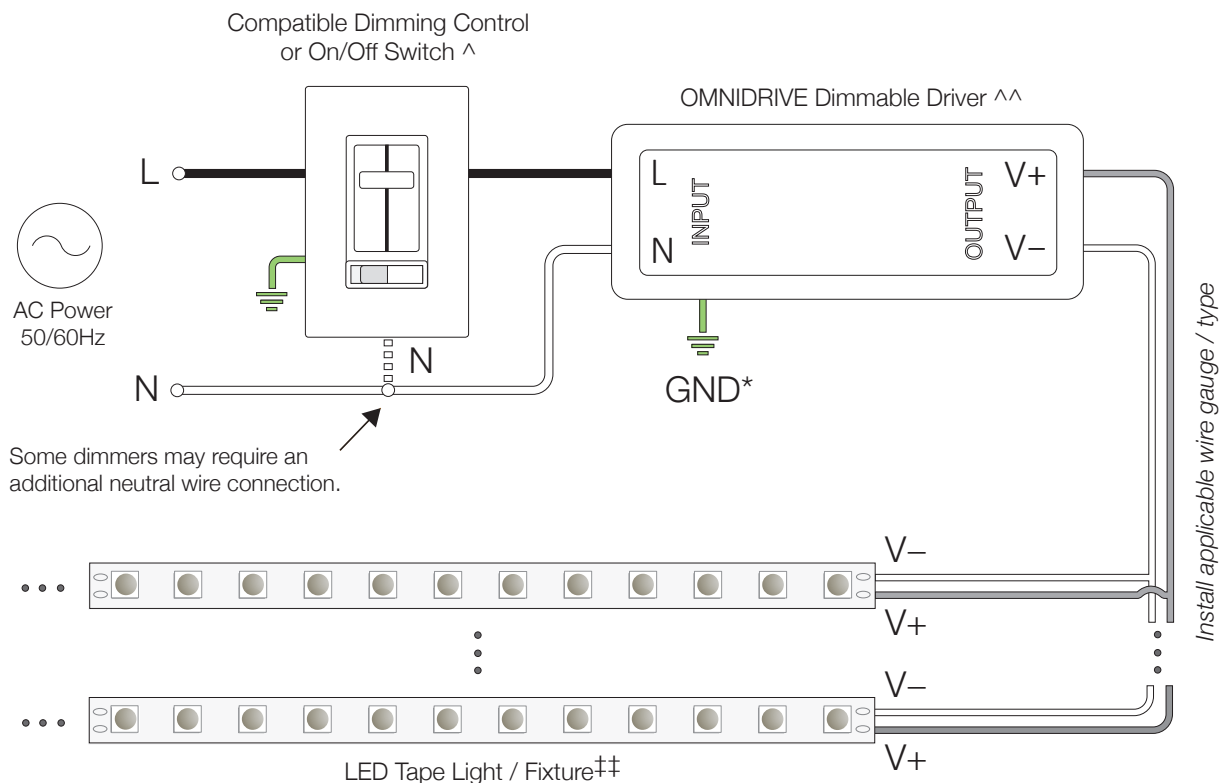 Compatible Dimming Control
or On/Off Switch ^
OMNIDRIVE Dimmable Driver ^^
L
L
INPUT
OUTPUT
V+
N
V–
AC Power
50/60Hz
N
N
GND*
Some dimmers may require an
additional neutral wire connection.
Install applicable wire gauge / type
V–
V+
V–
V+
LED Tape Light / Fixture‡‡